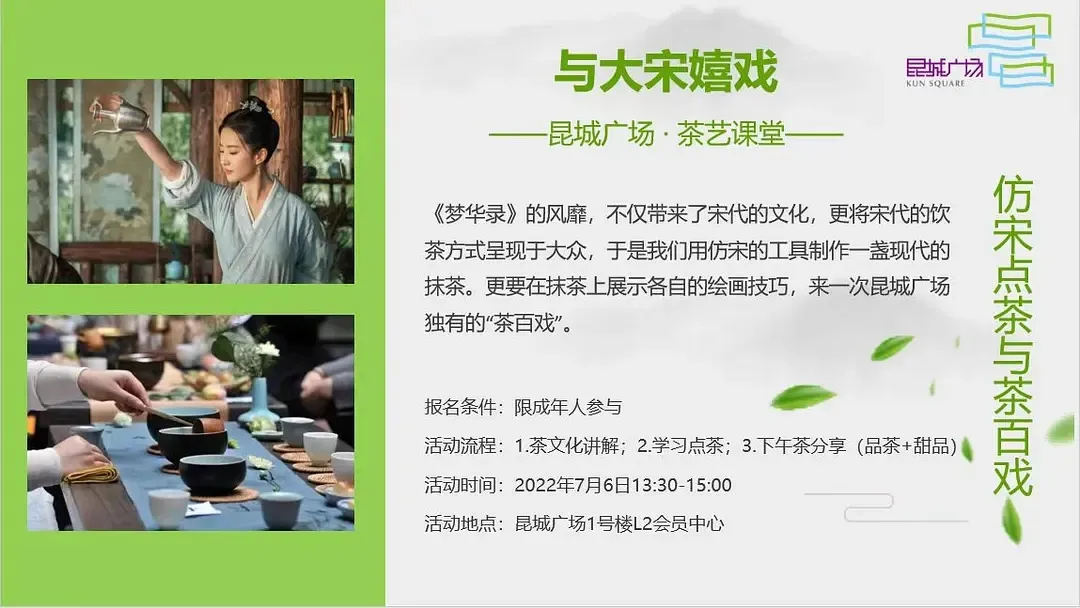 与大宋嬉戏
昆城广场
KUN SQUARE
——昆城广场 · 茶艺课堂——
《梦华录》的风靡，不仅带来了宋代的文化，更将宋代的饮
茶方式呈现于大众，于是我们用仿宋的工具制作一盏现代的
抹茶。更要在抹茶上展示各自的绘画技巧，来一次昆城广场
独有的“茶百戏”。
仿宋点茶与茶百戏
报名条件：限成年人参与
活动流程：1.茶文化讲解；2.学习点茶；3.下午茶分享（品茶+甜品）
活动时间：2022年7月6日13:30-15:00
活动地点：昆城广场1号楼L2会员中心